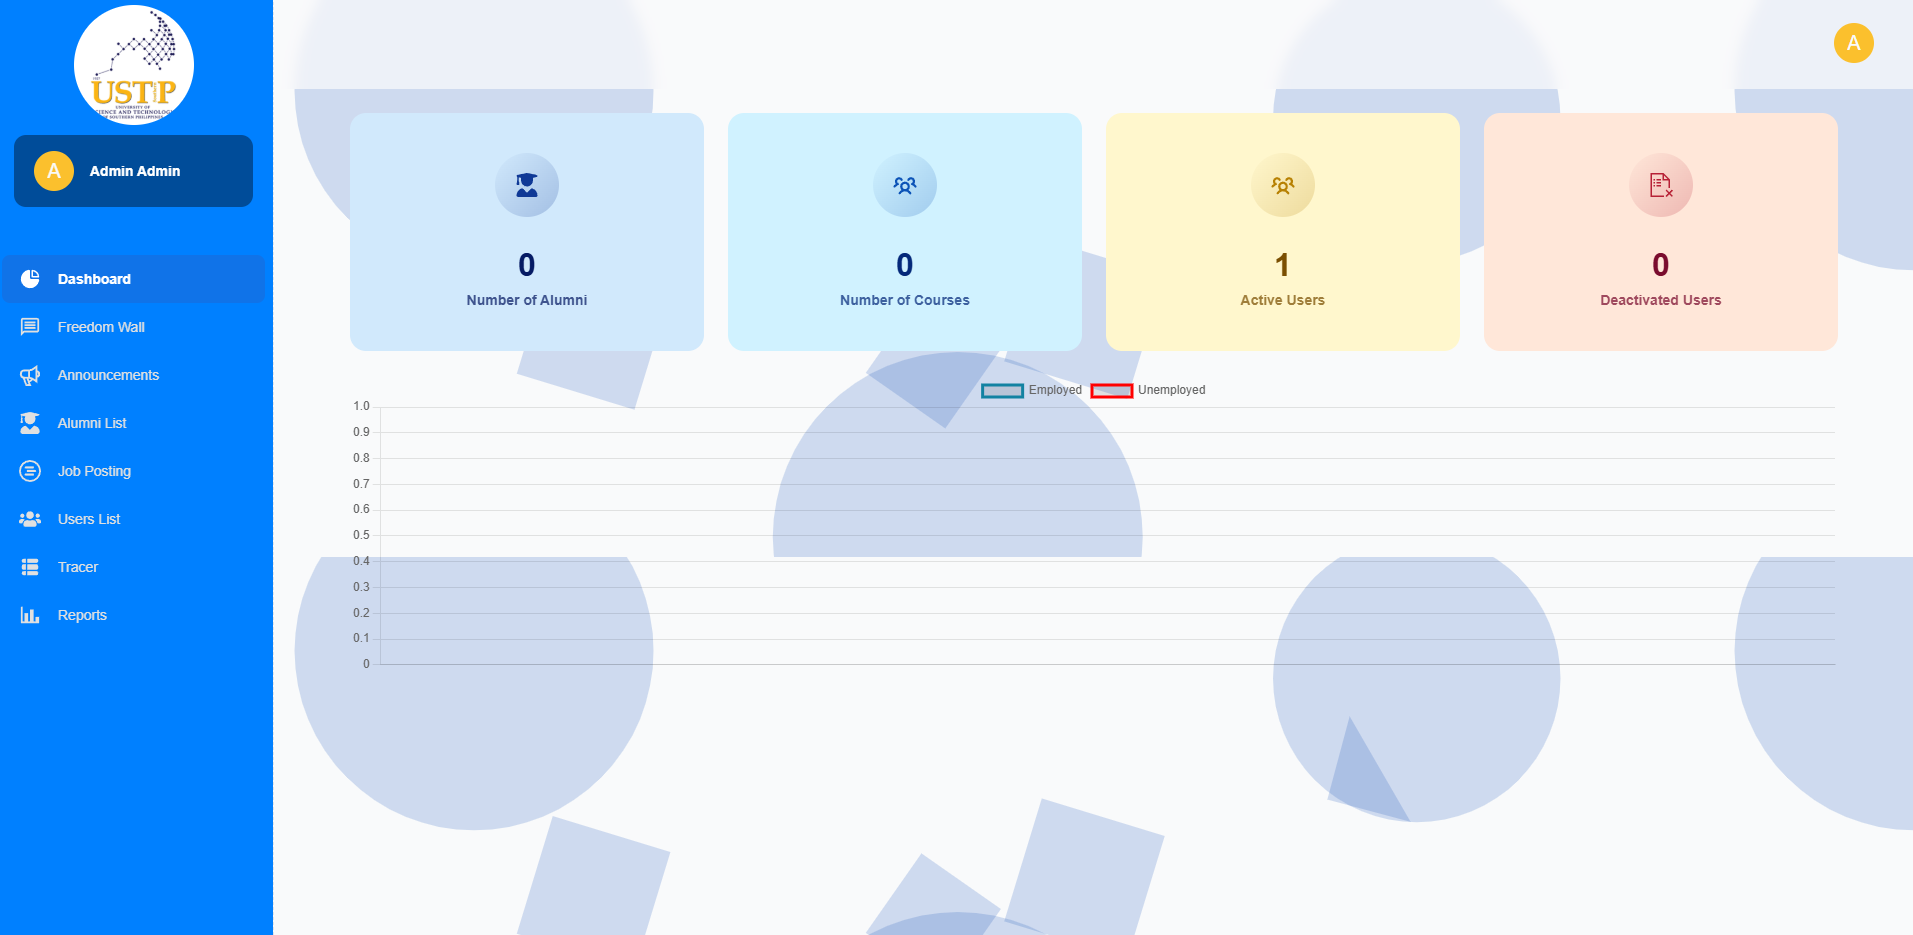 USTP
UNIVERSITY OF
SCIENCE AND TECHNOLOGY
OF SOUTHERN PHILIPPINES
A
A
Admin Admin
Dashboard
Freedom Wall
Announcements
Alumni List
Job Posting
Users List
Tracer
Reports
0
Number of Alumni
0
Number of Courses
1
Active Users
0
Deactivated Users
Employed
Unemployed
1.0
0.9
0.8
0.7
0.6
0.5
0.4
0.3
0.2
0.1
0